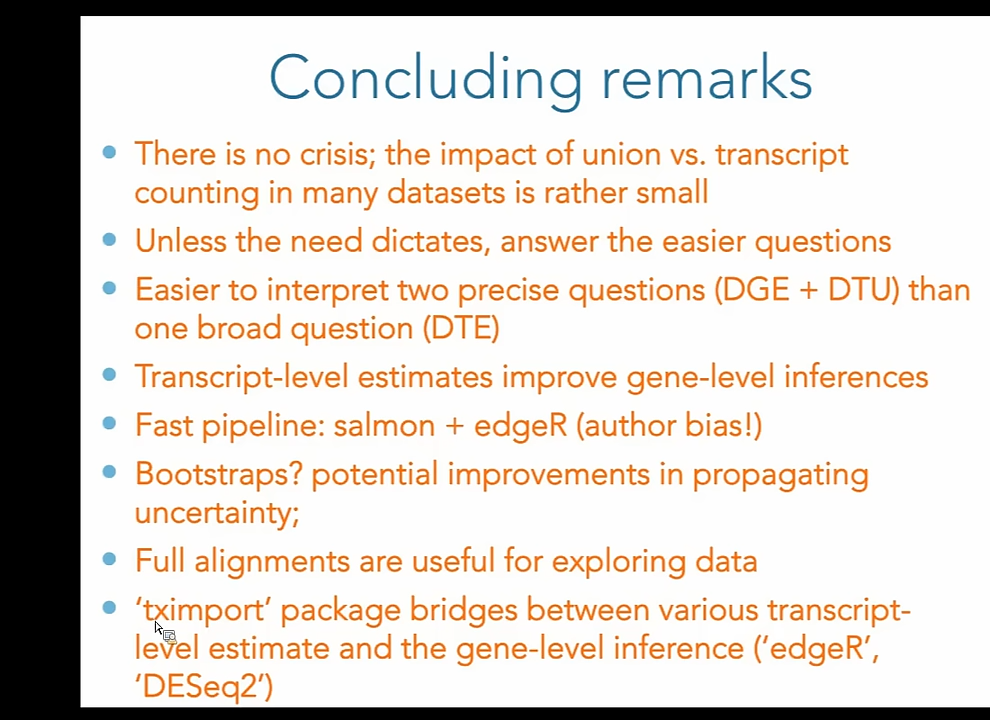 Concluding remarks
There is no crisis; the impact of union vs. transcript
counting in many datasets is rather small
Unless the need dictates, answer the easier questions
Easier to interpret two precise questions (DGE + DTU) than
one broad question (DTE)
Transcript-level estimates improve gene-level inferences
Fast pipeline: salmon + edgeR (author bias!)
Bootstraps? potential improvements in propagating
uncertainty;
Full alignments are useful for exploring data
‘tximport’ package bridges between various transcript-
level estimate and the gene-level inference (‘edgeR’,
‘DESeq2’)